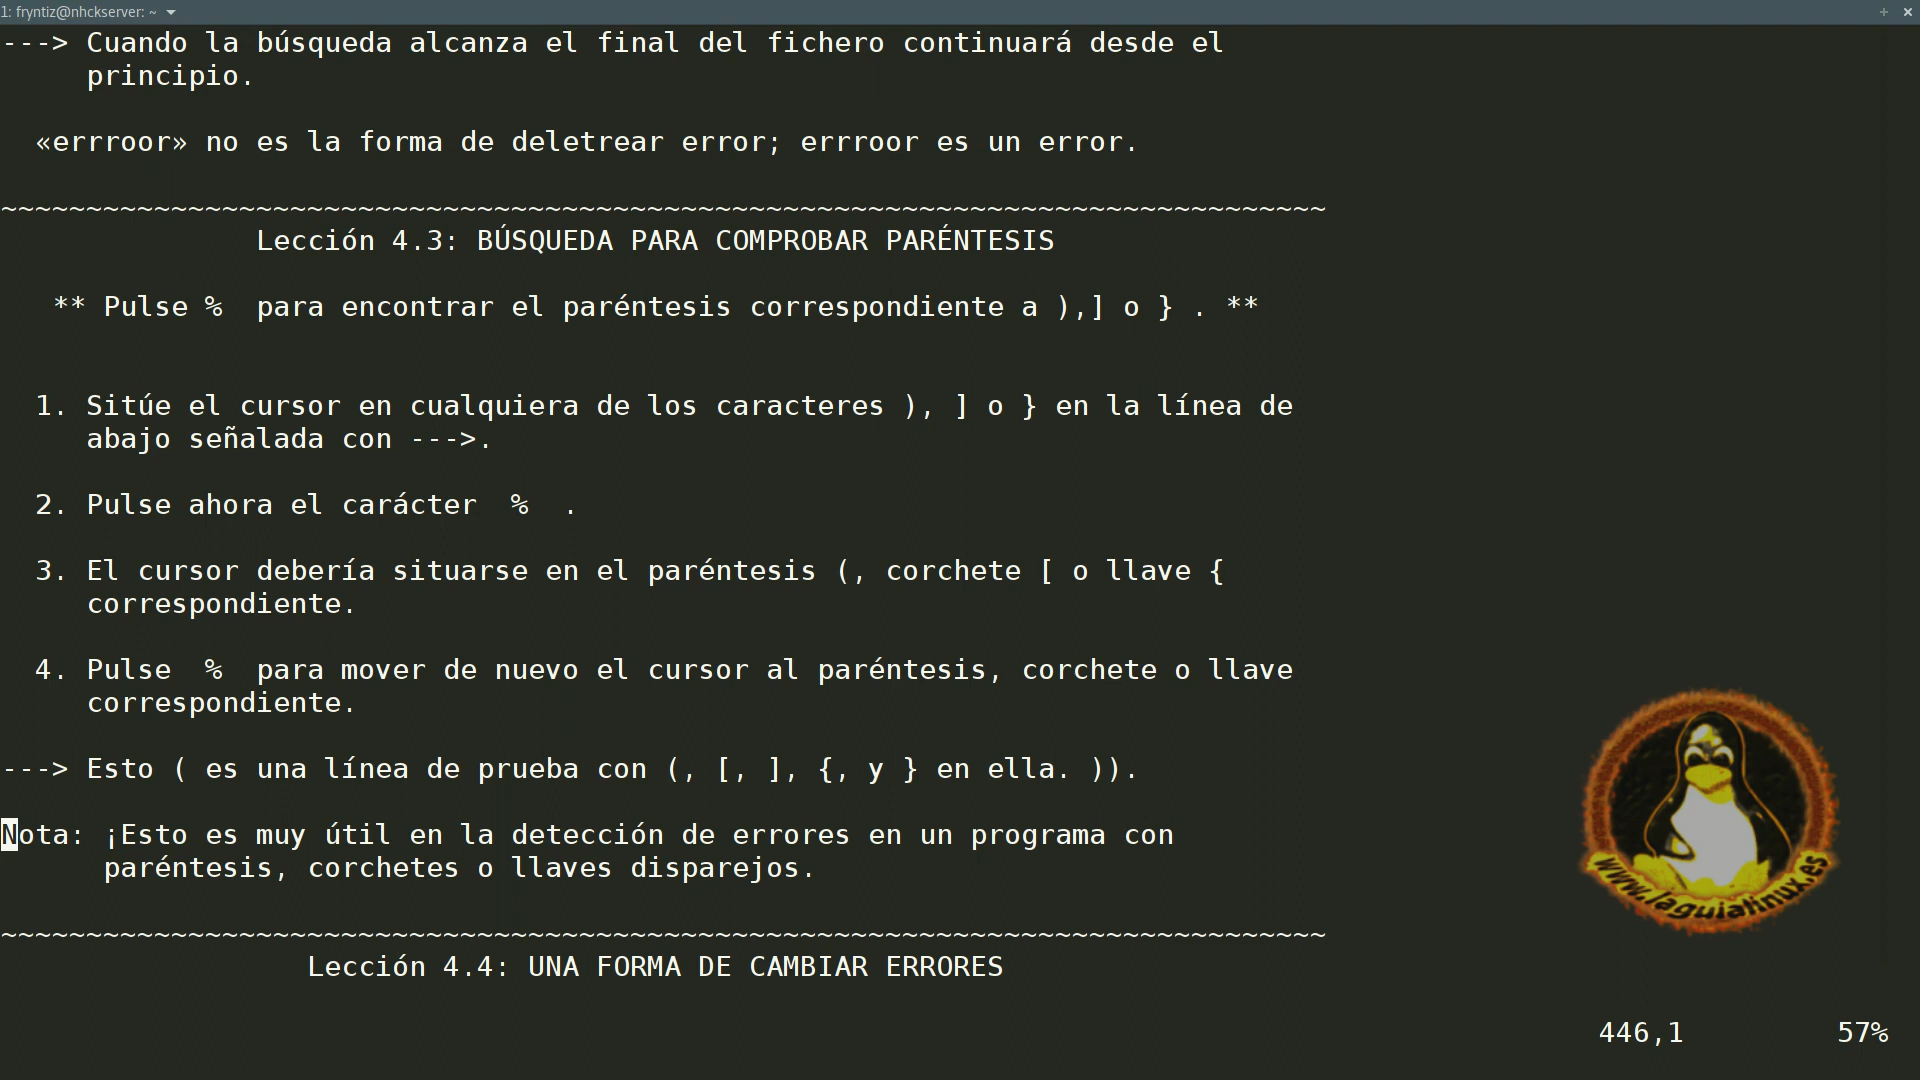 1: fryntiz@nhckserver: ~
---> Cuando la búsqueda alcanza el final del fichero continuará desde el
principio.
«errroor» no es la forma de deletrear error; errroor es un error.
~~~~~~~~~~~~~~~~~~~~~~~~~~~~~~~~~~~~~~~~~~~~~~~~~~~~~~~~~~~~~~~~~~~~~~~~~~~~~~
Lección 4.3: BÚSQUEDA PARA COMPROBAR PARÉNTESIS
** Pulse %  para encontrar el paréntesis correspondiente a ),] o } . **
1. Sitúe el cursor en cualquiera de los caracteres ), ] o } en la línea de
abajo señalada con --->.
2. Pulse ahora el carácter  %  .
3. El cursor debería situarse en el paréntesis (, corchete [ o llave {
correspondiente.
4. Pulse  %  para mover de nuevo el cursor al paréntesis, corchete o llave
correspondiente.
---> Esto ( es una línea de prueba con (, [, ], {, y } en ella. )).
Nota: ¡Esto es muy útil en la detección de errores en un programa con
paréntesis, corchetes o llaves disparejos.
~~~~~~~~~~~~~~~~~~~~~~~~~~~~~~~~~~~~~~~~~~~~~~~~~~~~~~~~~~~~~~~~~~~~~~~~~~~~~~
Lección 4.4: UNA FORMA DE CAMBIAR ERRORES
www.laguialinux.es
446,1 57%